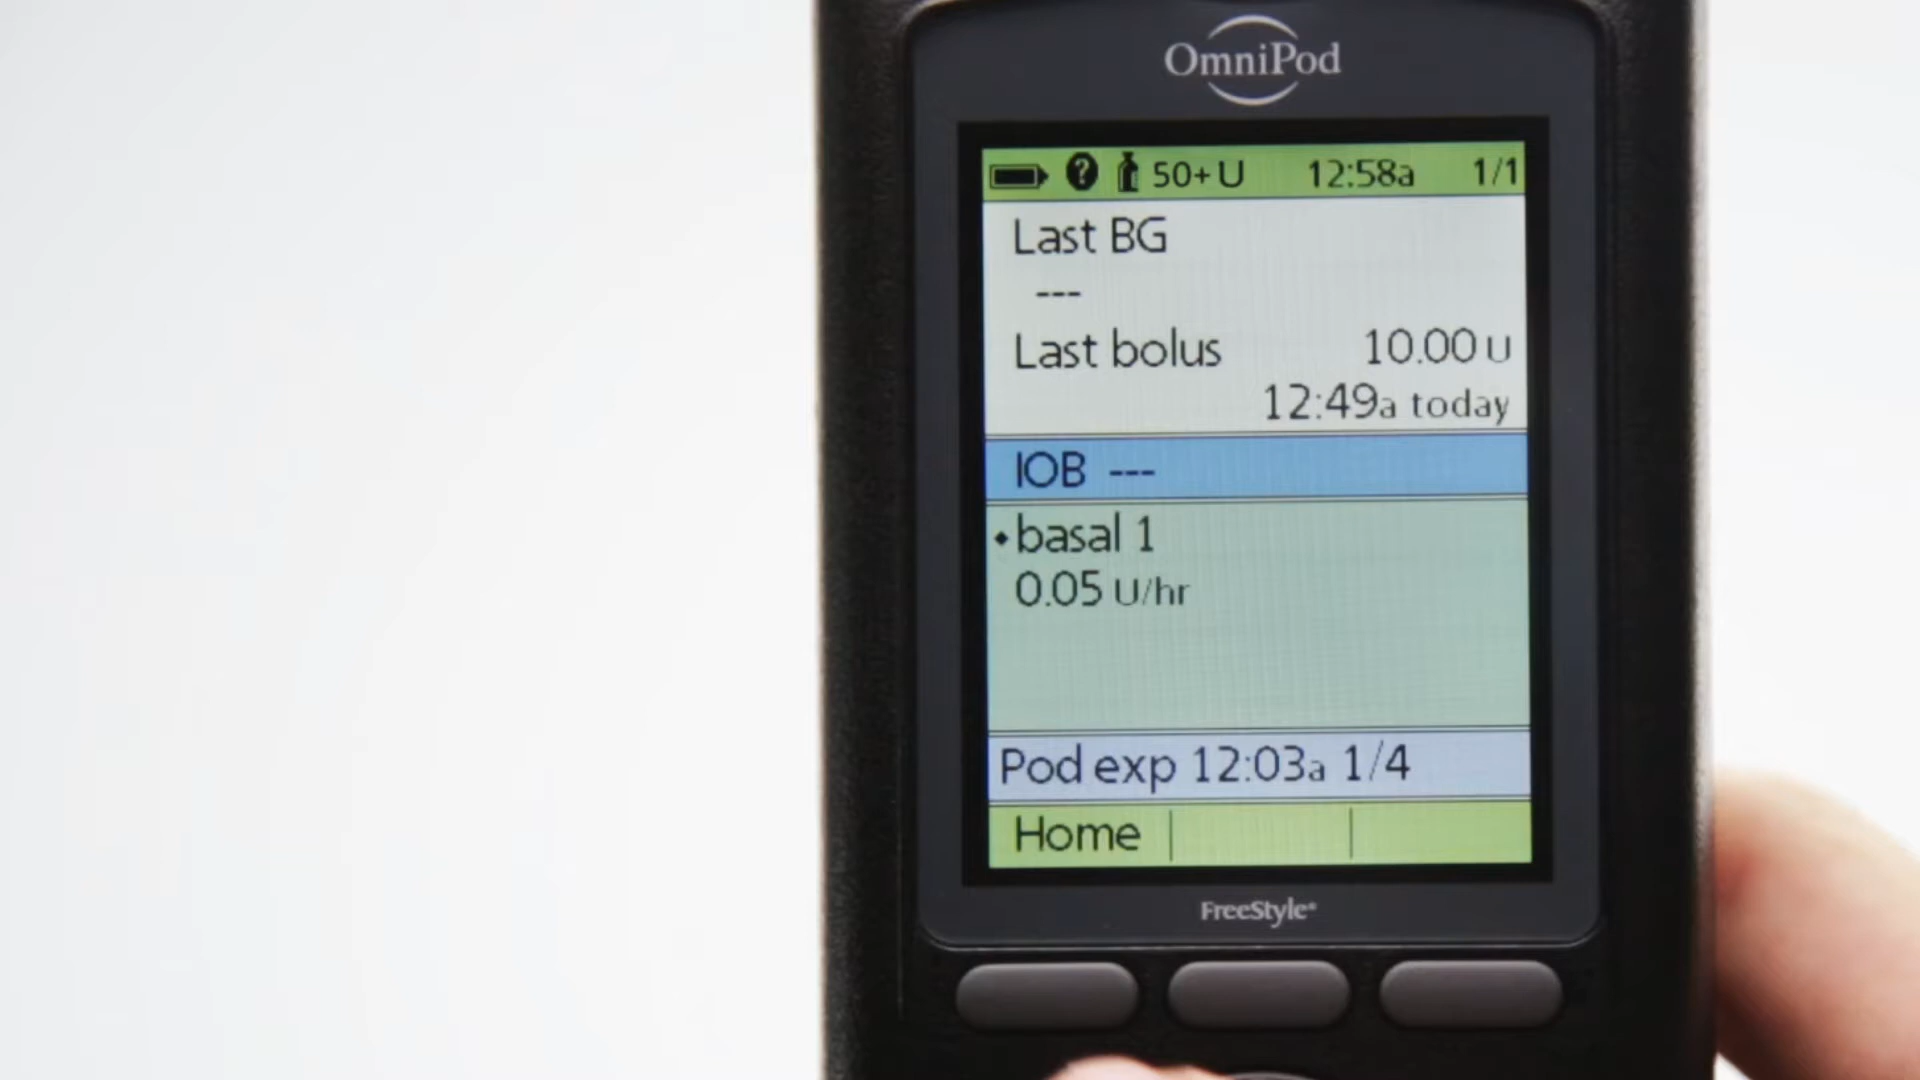 OmniPod
? 50+ U 12:58a 1/1
Last BG
---
Last bolus 10.00 U
12:49a today
IOB ---
basal 1
0.05 U/hr
Pod exp 12:03a 1/4
Home
FreeStyle